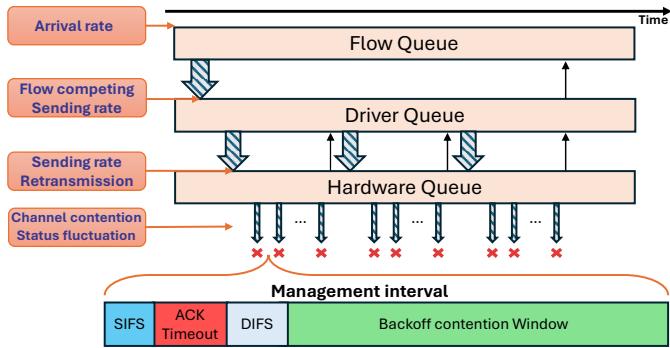 Time
Arrival rate
Flow Queue
Flow competing
Sending rate
Driver Queue
Sending rate
Retransmission
Hardware Queue
Channel contention
Status fluctuation
... ... ...
Management interval
SIFS
ACK
Timeout
DIFS
Backoff contention Window